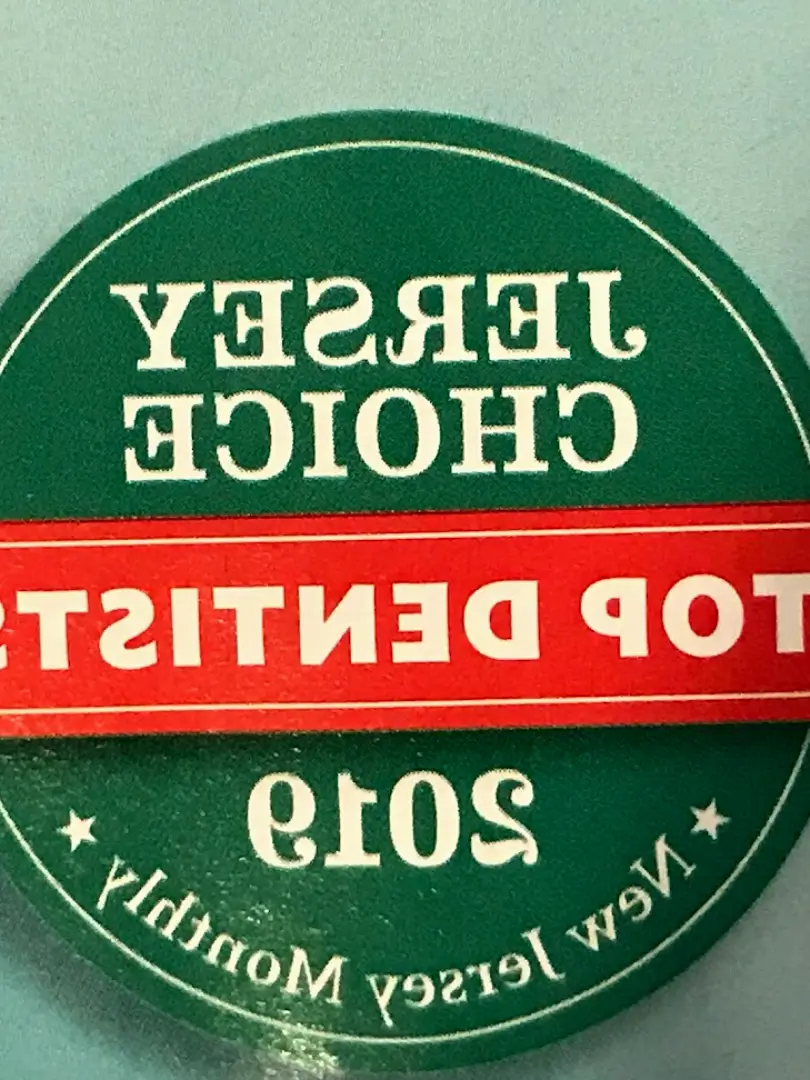 JERSEY
CHOICE
TOP DENTISTS
2019
New Jersey Monthly